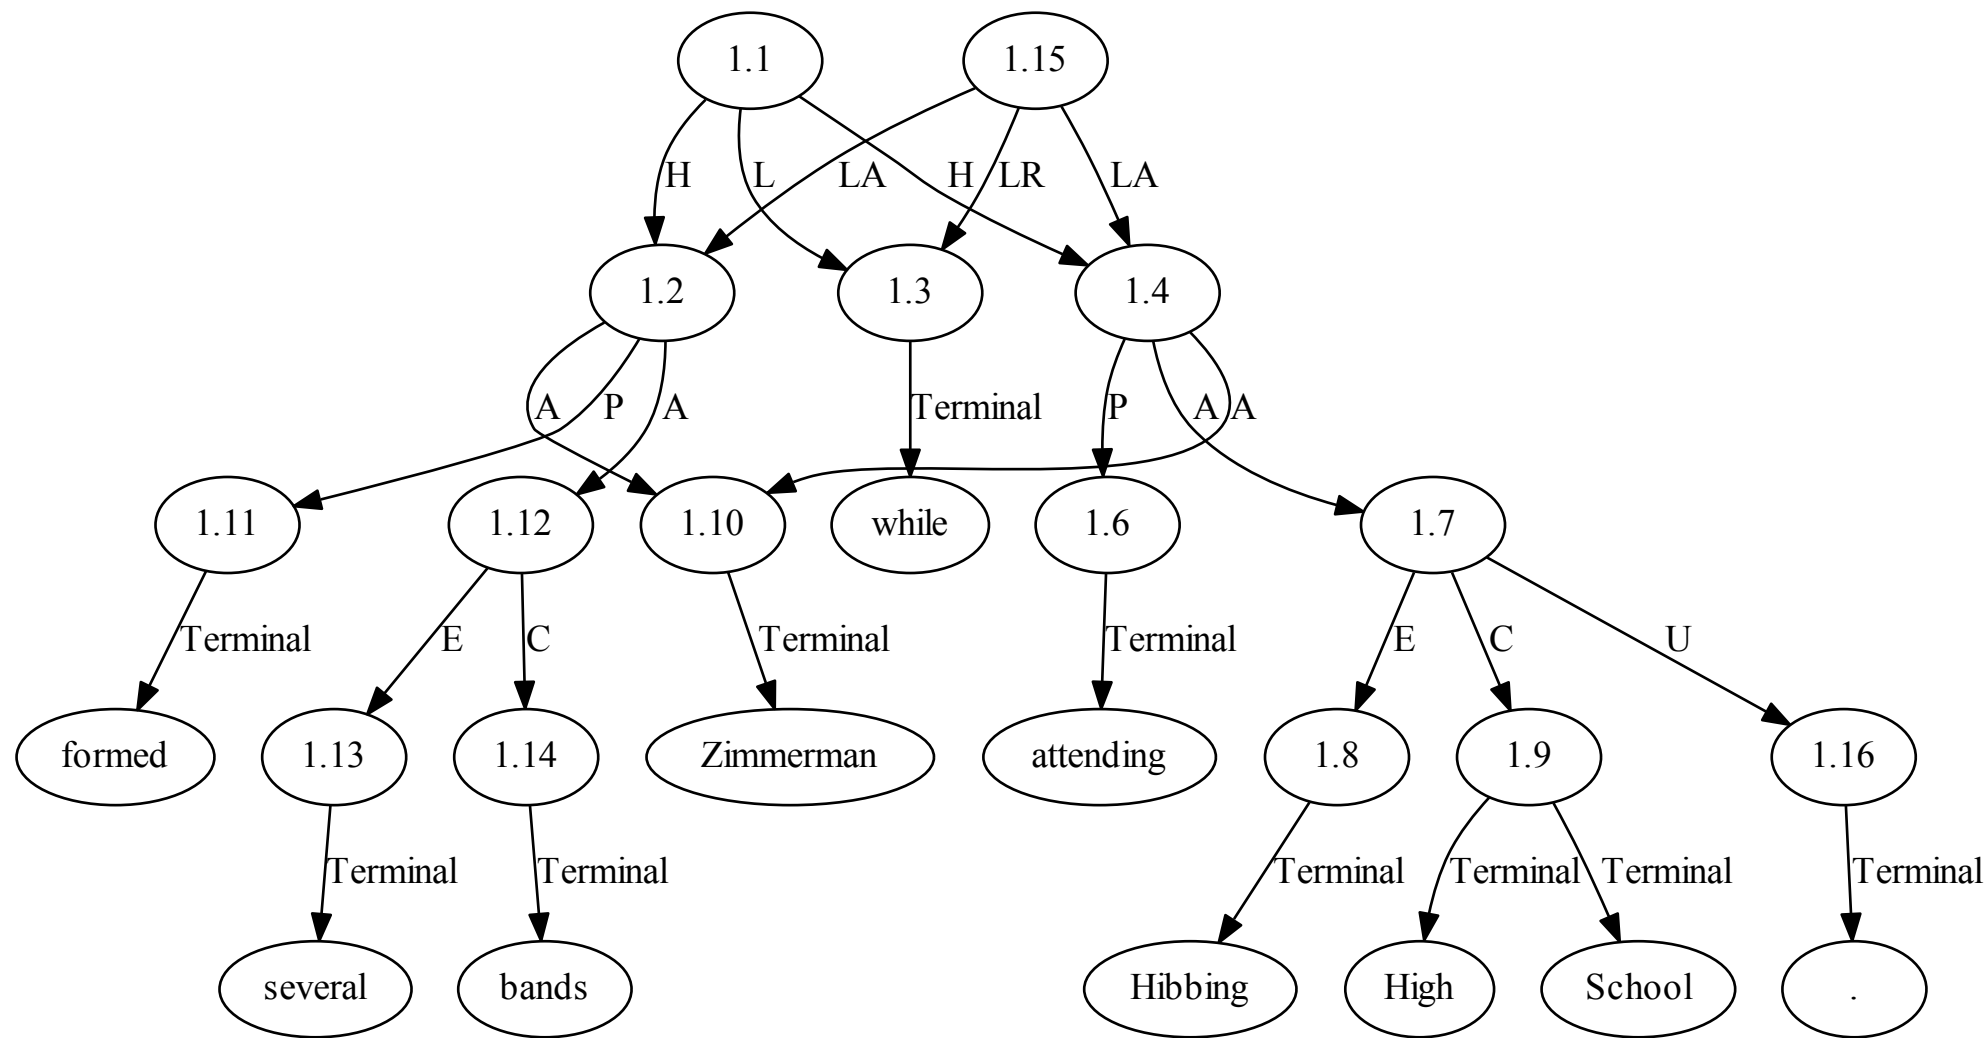 1.1 1.15
H L LA H LR LA
1.2 1.3 1.4
A P A Terminal P A A
1.11 1.12 1.10 while 1.6 1.7
Terminal E C Terminal Terminal E C U
formed 1.13 1.14 Zimmerman attending 1.8 1.9 1.16
Terminal Terminal Terminal Terminal Terminal Terminal
several bands Hibbing High School .